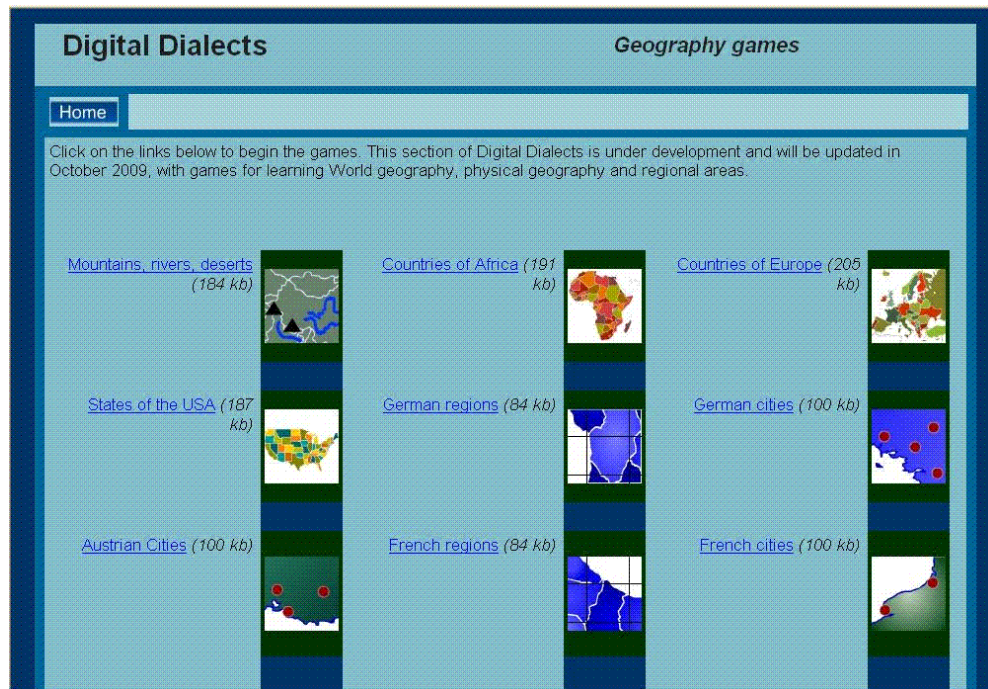 Digital Dialects
Geography games
Home
Click on the links below to begin the games. This section of Digital Dialects is under development and will be updated in
October 2009, with games for learning World geography, physical geography and regional areas.
Mountains, rivers, deserts
(184 kb)
Countries of Africa (191
kb)
Countries of Europe (205
kb)
States of the USA (187
kb)
German regions (84 kb)
German cities (100 kb)
Austrian Cities (100 kb)
French regions (84 kb)
French cities (100 kb)